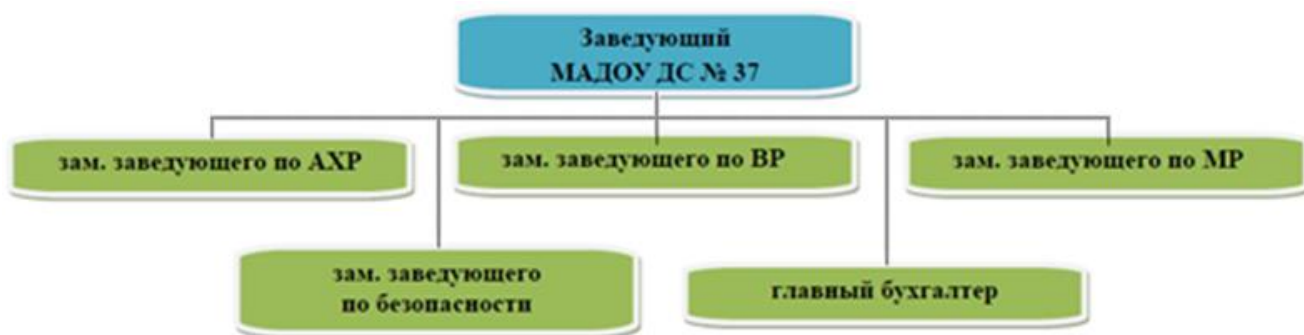 Заведующий
МАДОУ ДС № 37
зам. заведующего по АХР
зам. заведующего по ВР
зам. заведующего по МР
зам. заведующего
по безопасности
главный бухгалтер